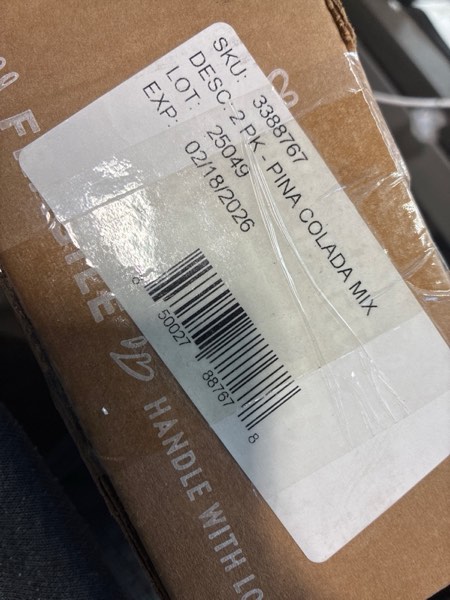 SKU: 3388767
DESC: 2 PK - PINA COLADA MIX
LOT: 25049
EXP: 02/18/2026
8 50027 88767 8
HANDLE WITH LO